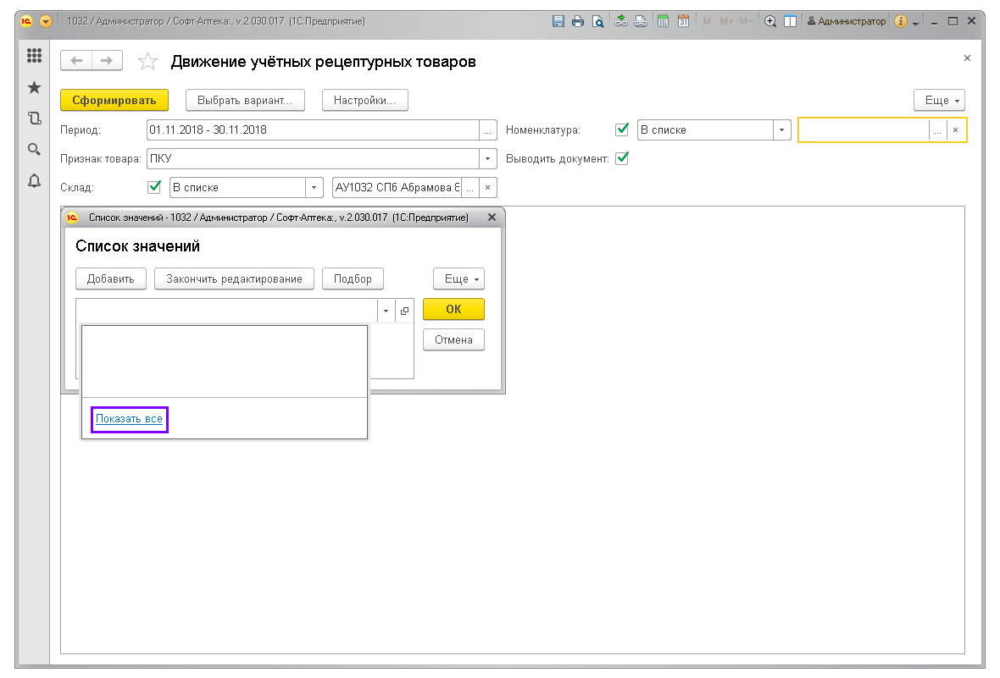 1032 / Администратор / Софт-Аптека:, v.2.030.017 (1С:Предприятие)
M M+ M- Администратор
Движение учётных рецептурных товаров
Сформировать Выбрать вариант... Настройки... Еще
Период: 01.11.2018 - 30.11.2018 ... Номенклатура: В списке ... ×
Признак товара: ПКУ Выводить документ:
Склад: В списке АУ1032 СПб Абрамова ... ×
Список значений - 1032 / Администратор / Софт-Аптека:, v.2.030.017 (1С:Предприятие)
Список значений
Добавить Закончить редактирование Подбор Еще
ОК
Отмена
Показать все